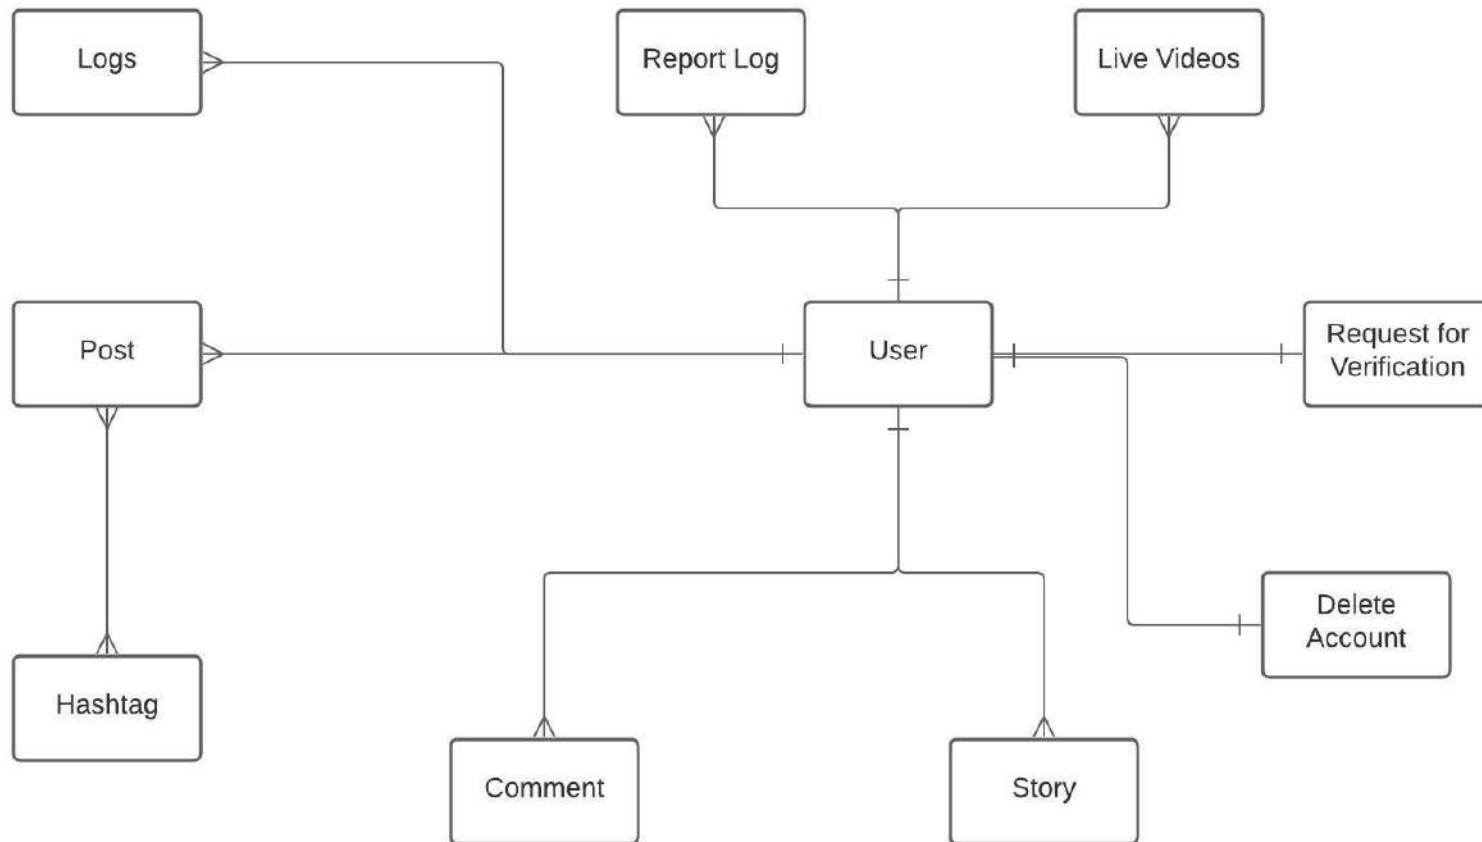 Logs
Report Log
Live Videos
Post
User
Request for
Verification
Delete
Account
Hashtag
Comment
Story